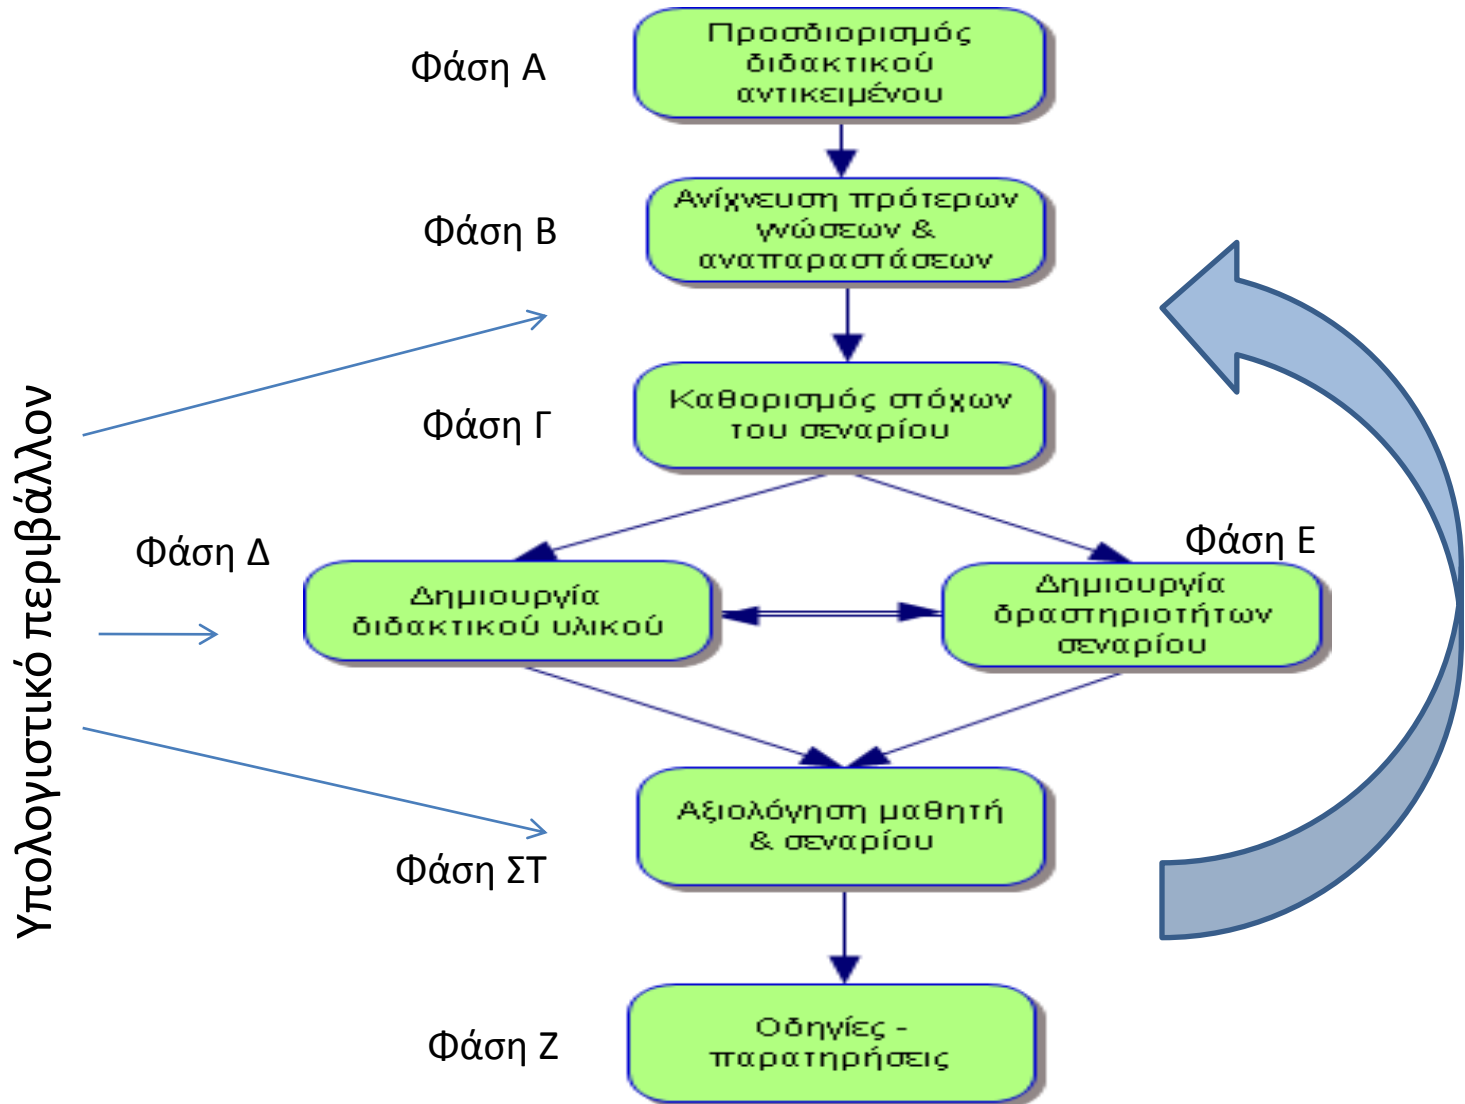 Προσδιορισμός
διδακτικού
αντικειμένου
Φάση Α
Ανίχνευση πρότερων
γνώσεων &
αναπαραστάσεων
Φάση Β
Καθορισμός στόχων
του σεναρίου
Φάση Γ
Υπολογιστικό περιβάλλον
Φάση Δ
Δημιουργία
διδακτικού υλικού
Φάση Ε
Δημιουργία
δραστηριοτήτων
σεναρίου
Αξιολόγηση μαθητή
& σεναρίου
Φάση ΣΤ
Οδηγίες -
παρατηρήσεις
Φάση Ζ